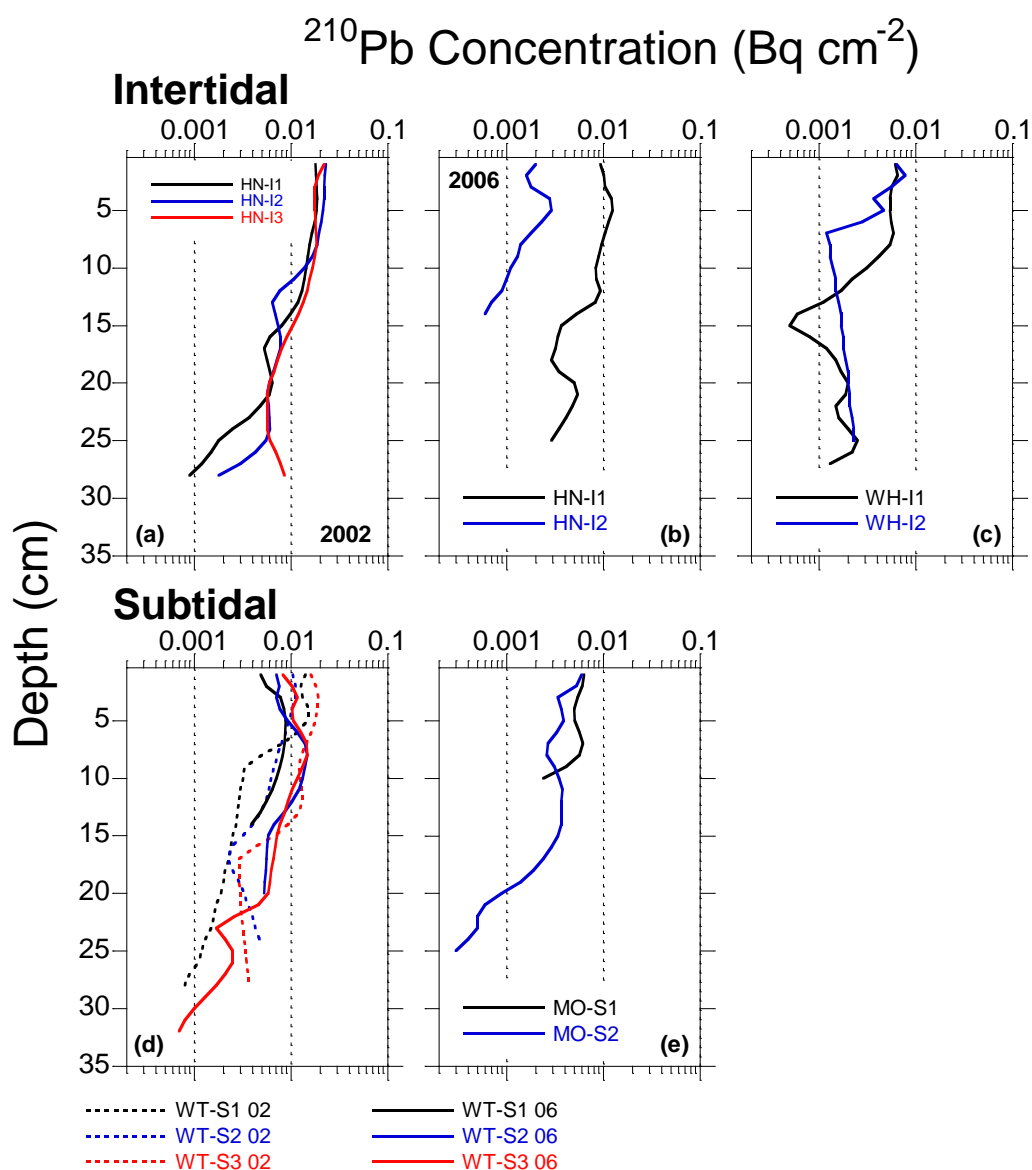 210Pb Concentration (Bq cm-2)
Intertidal
0.001 0.01 0.1
0.001 0.01 0.1
0.001 0.01 0.1
HN-I1
HN-I2
HN-I3
2006
5
10
15
20
25
30
35
(a) 2002
HN-I1
HN-I2
(b)
WH-I1
WH-I2
(c)
Depth (cm)
Subtidal
0.001 0.01 0.1
0.001 0.01 0.1
5
10
15
20
25
30
35
(d)
MO-S1
MO-S2
(e)
WT-S1 02 WT-S1 06
WT-S2 02 WT-S2 06
WT-S3 02 WT-S3 06